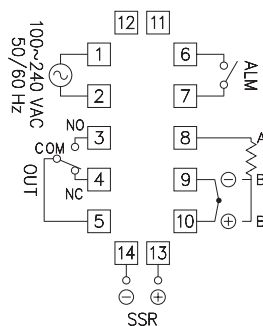 12 11
1 6
100~240 VAC
50/60 Hz
ALM
2 7
NO 3 8 A
COM
OUT
NC 4 9 ⊖ B
5 10 ⊕ B
14 13
⊖ ⊕
SSR